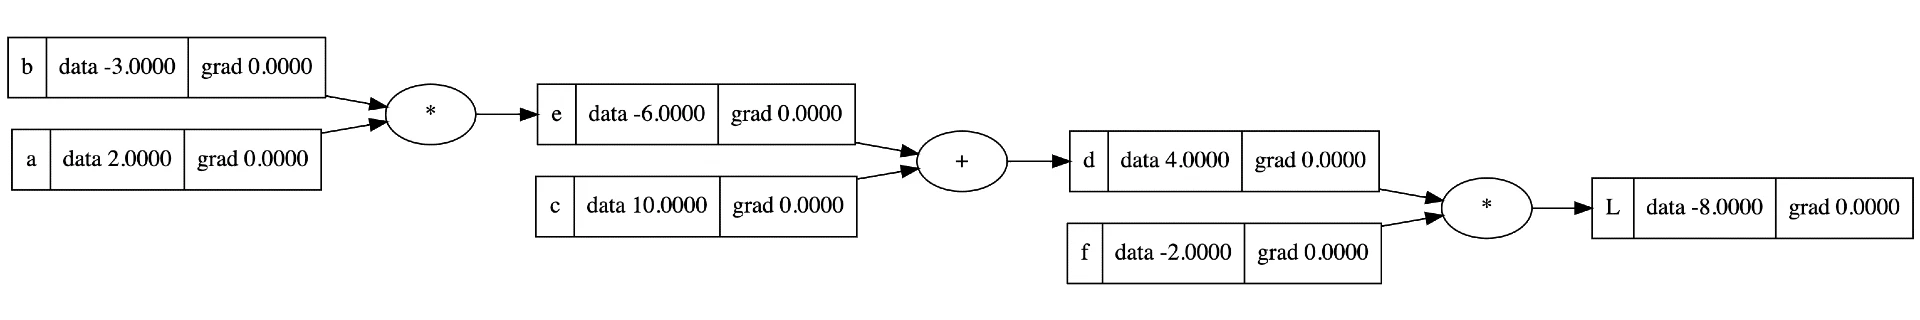 b data -3.0000 grad 0.0000
a data 2.0000 grad 0.0000
*
e data -6.0000 grad 0.0000
c data 10.0000 grad 0.0000
+
d data 4.0000 grad 0.0000
f data -2.0000 grad 0.0000
*
L data -8.0000 grad 0.0000